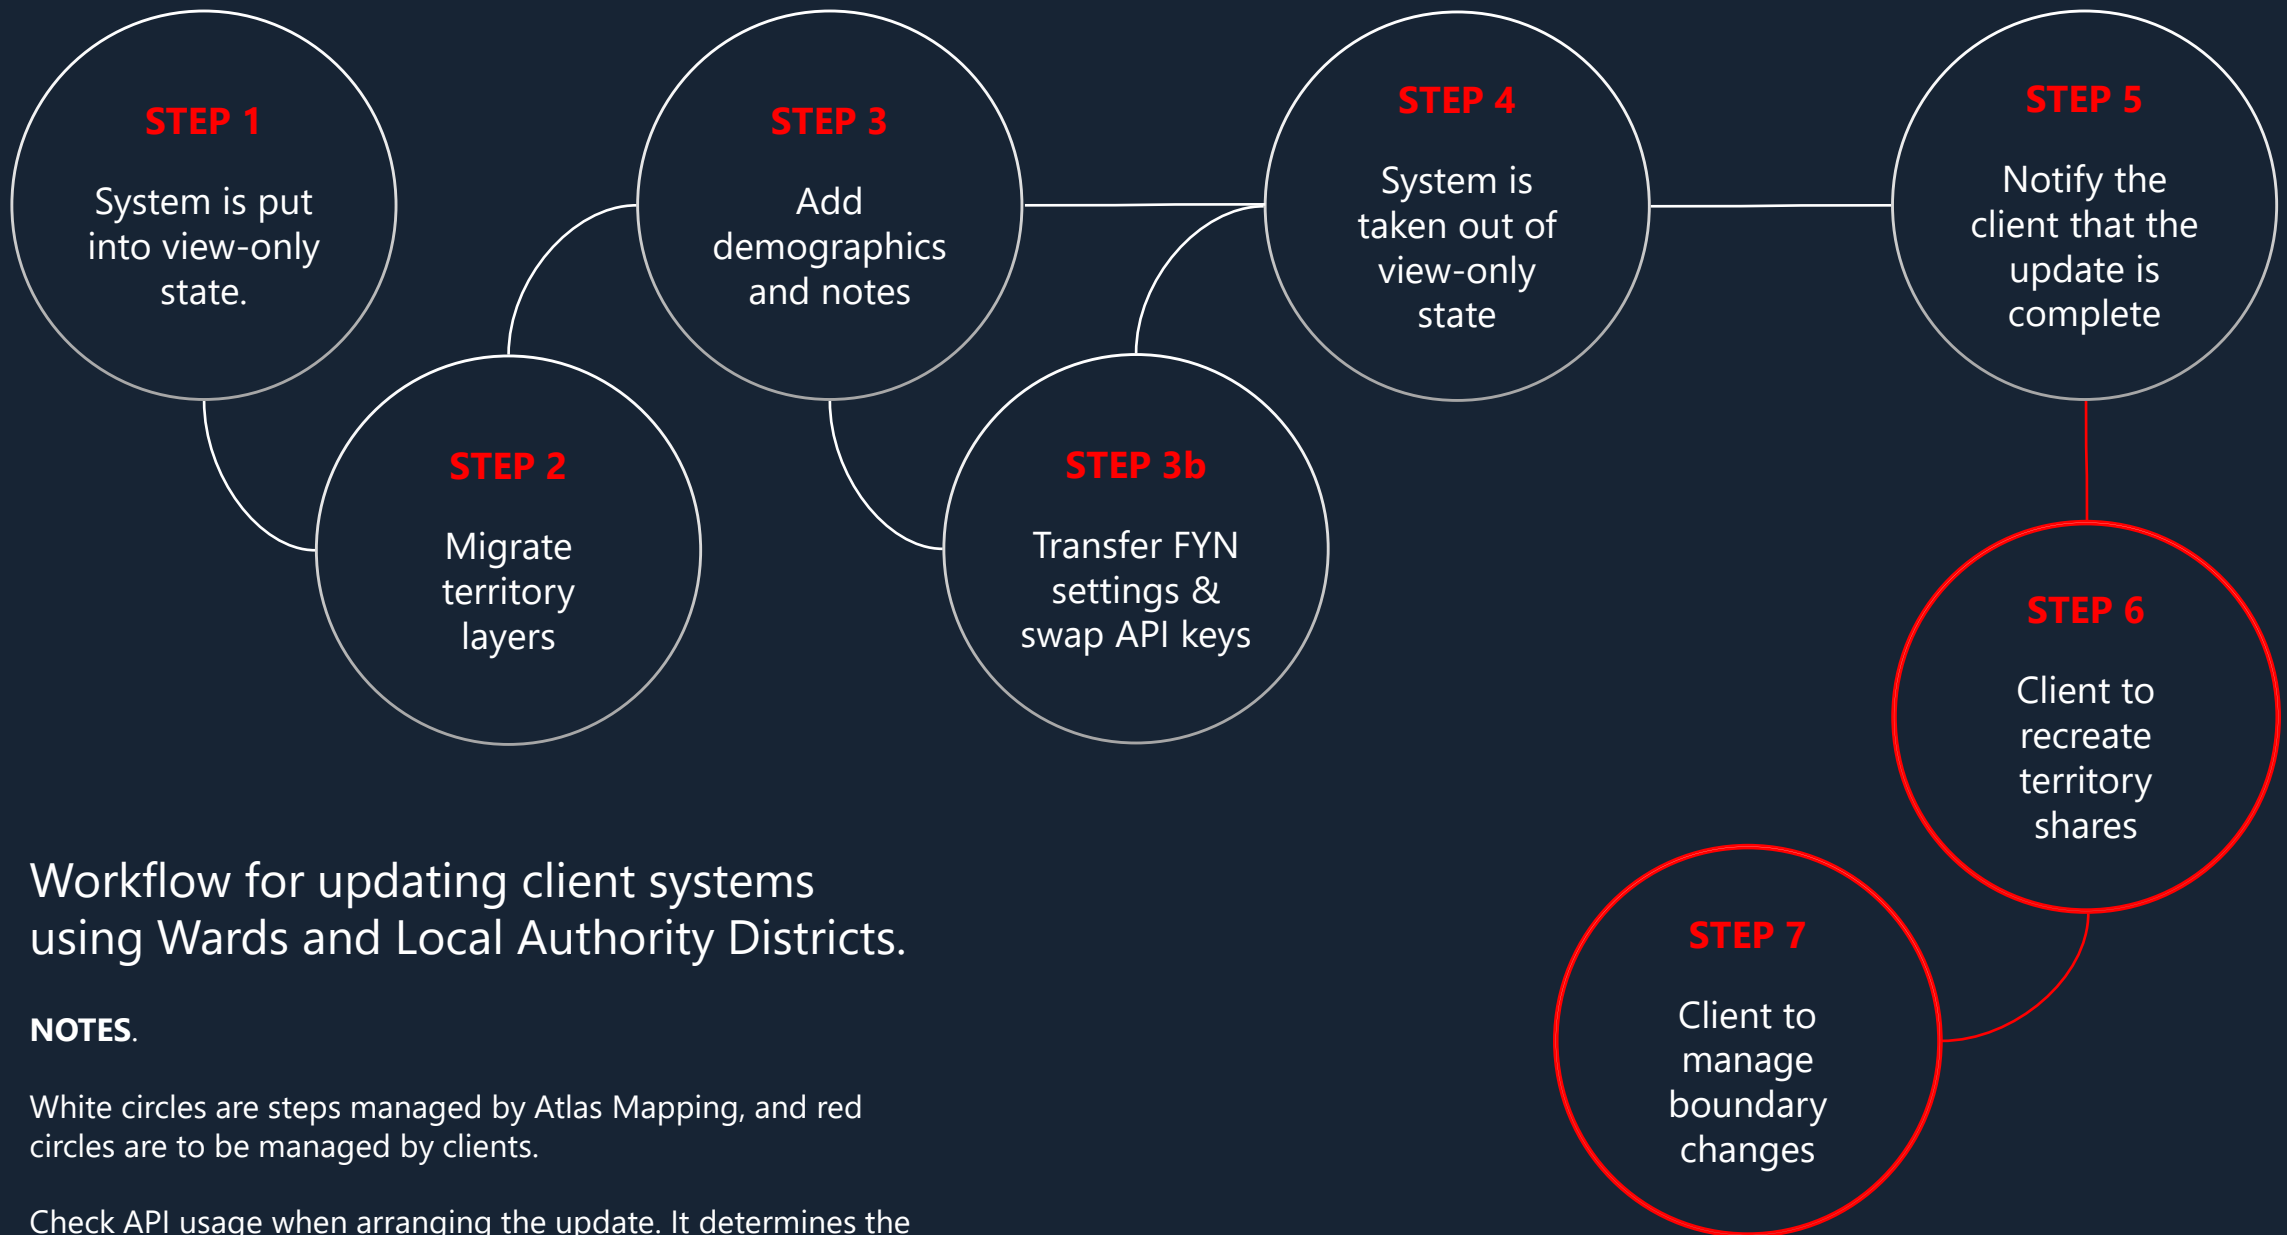 STEP 1
System is put
into view-only
state.
STEP 2
Migrate
territory
layers
STEP 3
Add
demographics
and notes
STEP 3b
Transfer FYN
settings &
swap API keys
STEP 4
System is
taken out of
view-only
state
STEP 5
Notify the
client that the
update is
complete
STEP 6
Client to
recreate
territory
shares
STEP 7
Client to
manage
boundary
changes
Workflow for updating client systems
using Wards and Local Authority Districts.
NOTES.
White circles are steps managed by Atlas Mapping, and red
circles are to be managed by clients.
Check API usage when arranging the update. It determines the